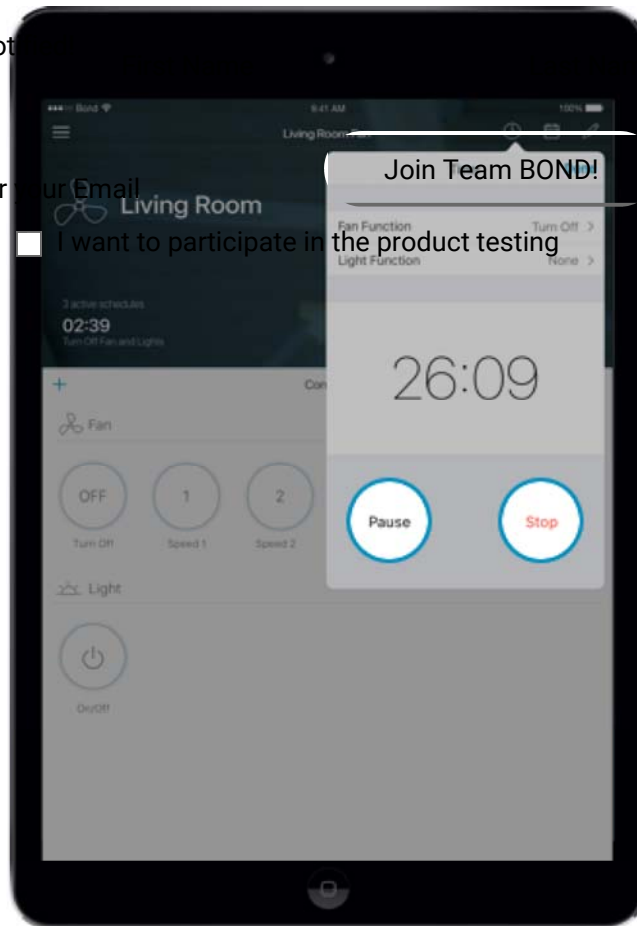 Bond 9:41 AM 100%
Living Room Fan
Join Team BOND!
your Email
Living Room
I want to participate in the product testing
Fan Function Turn Off
Light Function None
3 active schedules
02:39
Turn Off Fan and Lights
26:09
Fan
OFF 1 2
Pause Stop
Turn Off Speed 1 Speed 2
Light
On/Off